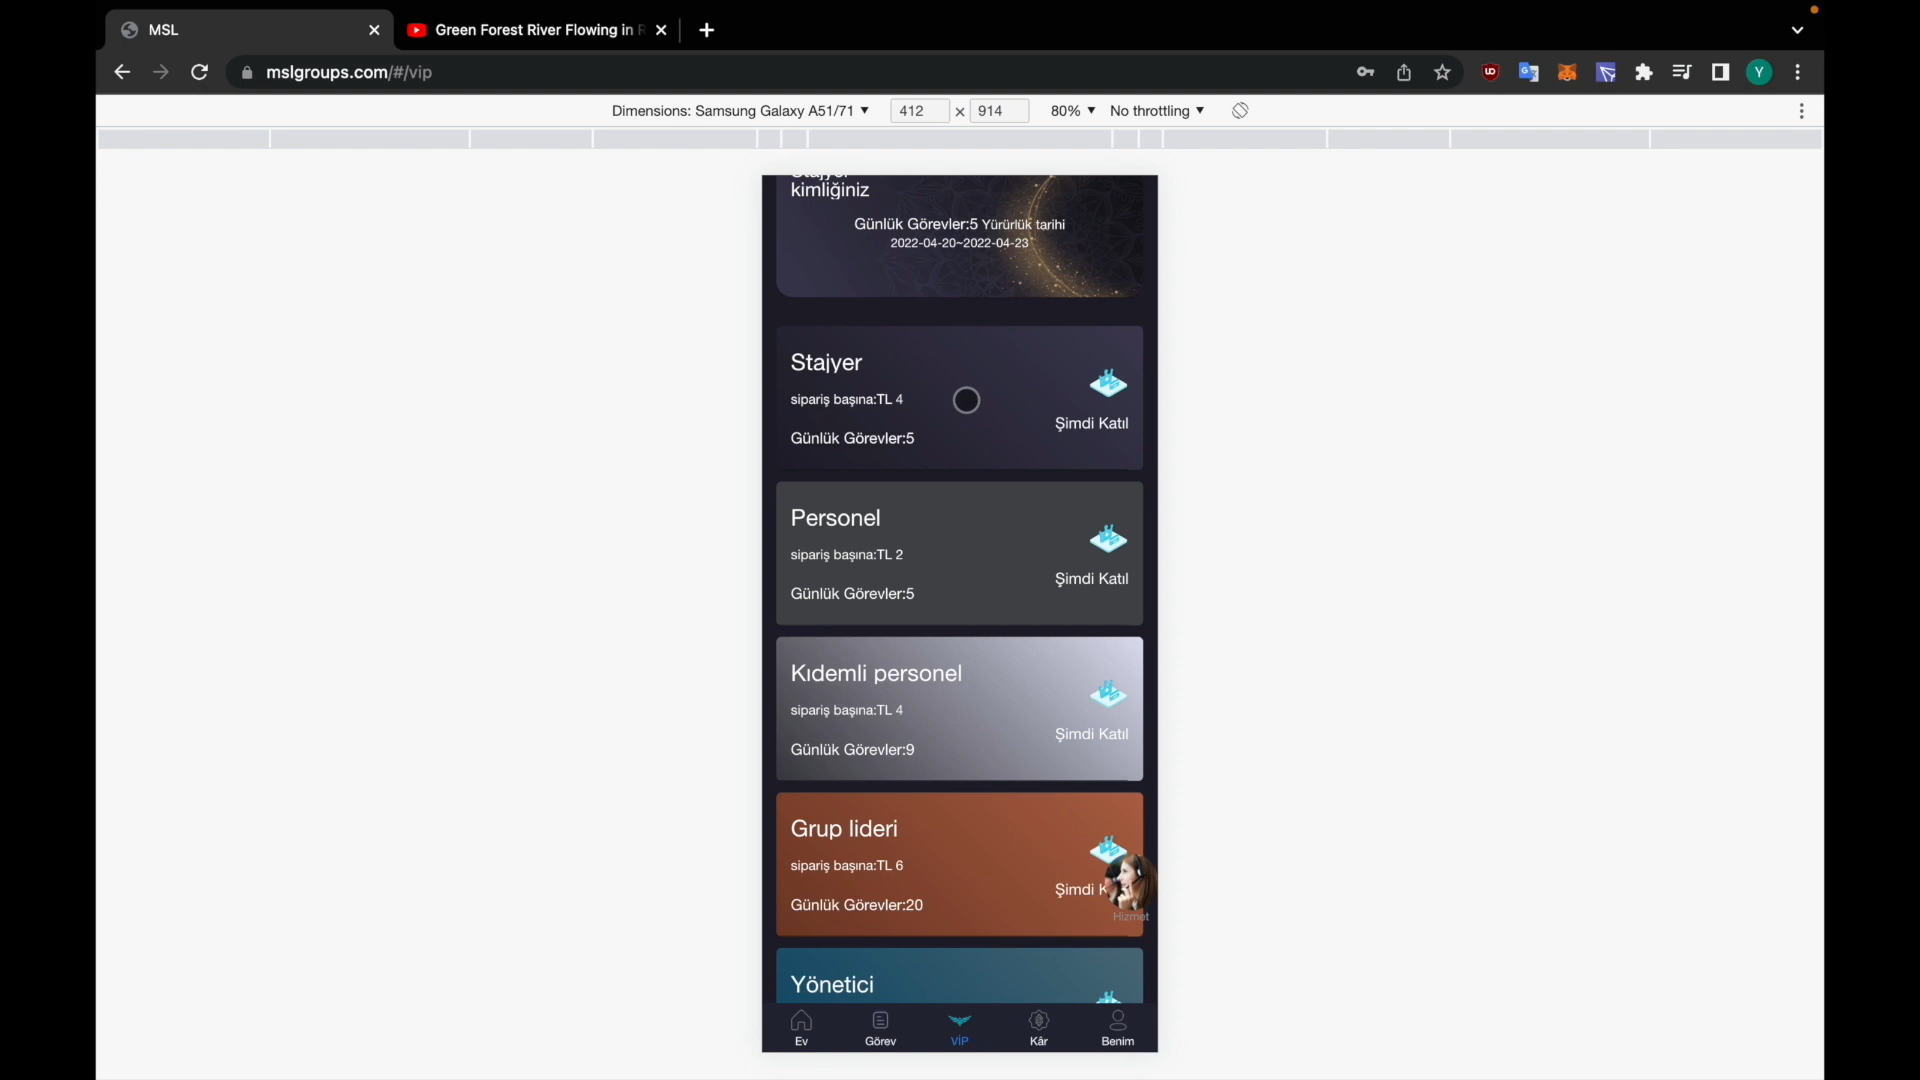 MSL
Green Forest River Flowing in
mslgroups.com/#/vip
Y
Dimensions: Samsung Galaxy A51/71
412 × 914
80%
No throttling
Stajyer
kimliğiniz
Günlük Görevler:5 Yürürlük tarihi
2022-04-20~2022-04-23
Stajyer
sipariş başına:TL 4
Şimdi Katıl
Günlük Görevler:5
Personel
sipariş başına:TL 2
Şimdi Katıl
Günlük Görevler:5
Kıdemli personel
sipariş başına:TL 4
Şimdi Katıl
Günlük Görevler:9
Grup lideri
sipariş başına:TL 6
Şimdi K
Günlük Görevler:20
Hizmet
Yönetici
Ev
Görev
VİP
Kâr
Benim